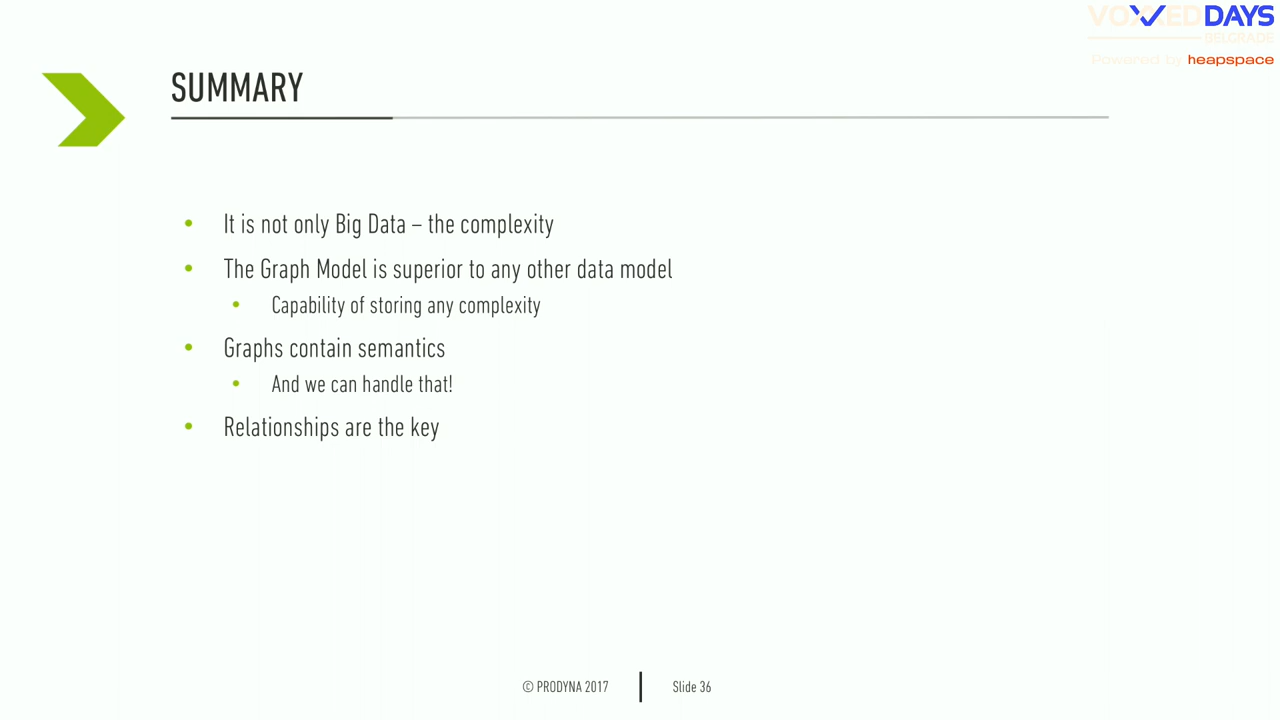 VOXXED DAYS
BELGRADE
Powered by heapspace
SUMMARY
• It is not only Big Data – the complexity
• The Graph Model is superior to any other data model
• Capability of storing any complexity
• Graphs contain semantics
• And we can handle that!
• Relationships are the key
© PRODYNA 2017
Slide 36